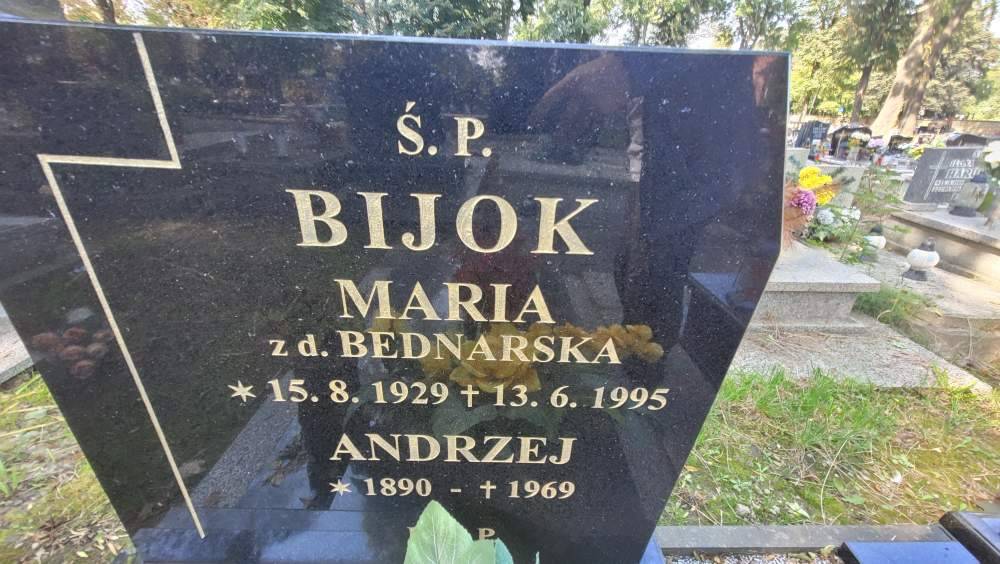 Ś. P.
BIJOK
MARIA
z d. BEDNARSKA
* 15. 8. 1929 † 13. 6. 1995
ANDRZEJ
* 1890 - † 1969
P.